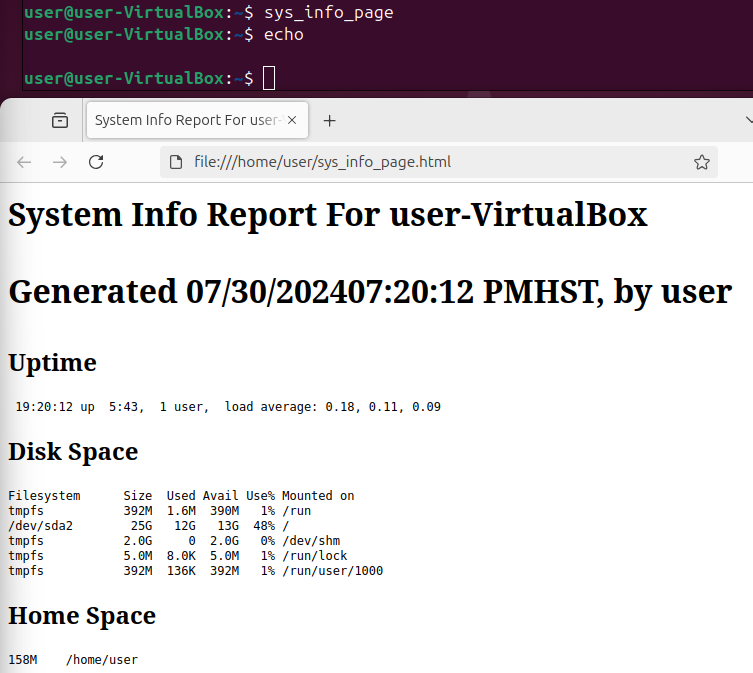 user@user-VirtualBox:~$ sys_info_page
user@user-VirtualBox:~$ echo
user@user-VirtualBox:~$
System Info Report For user-
file:///home/user/sys_info_page.html
System Info Report For user-VirtualBox
Generated 07/30/202407:20:12 PMHST, by user
Uptime
19:20:12 up  5:43,  1 user,  load average: 0.18, 0.11, 0.09
Disk Space
Filesystem      Size  Used Avail Use% Mounted on
tmpfs           392M  1.6M  390M   1% /run
/dev/sda2        25G   12G   13G  48% /
tmpfs           2.0G     0  2.0G   0% /dev/shm
tmpfs           5.0M  8.0K  5.0M   1% /run/lock
tmpfs           392M  136K  392M   1% /run/user/1000
Home Space
158M    /home/user